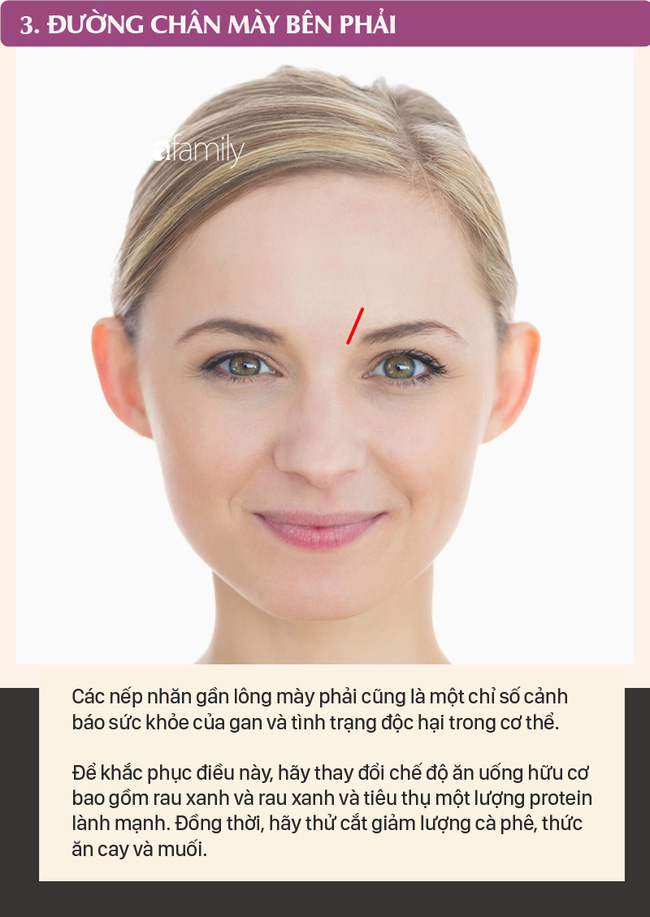 3. ĐƯỜNG CHÂN MÀY BÊN PHẢI
afamily
Các nếp nhăn gần lông mày phải cũng là một chỉ số cảnh
báo sức khỏe của gan và tình trạng độc hại trong cơ thể.
Để khắc phục điều này, hãy thay đổi chế độ ăn uống hữu cơ
bao gồm rau xanh và rau xanh và tiêu thụ một lượng protein
lành mạnh. Đồng thời, hãy thử cắt giảm lượng cà phê, thức
ăn cay và muối.